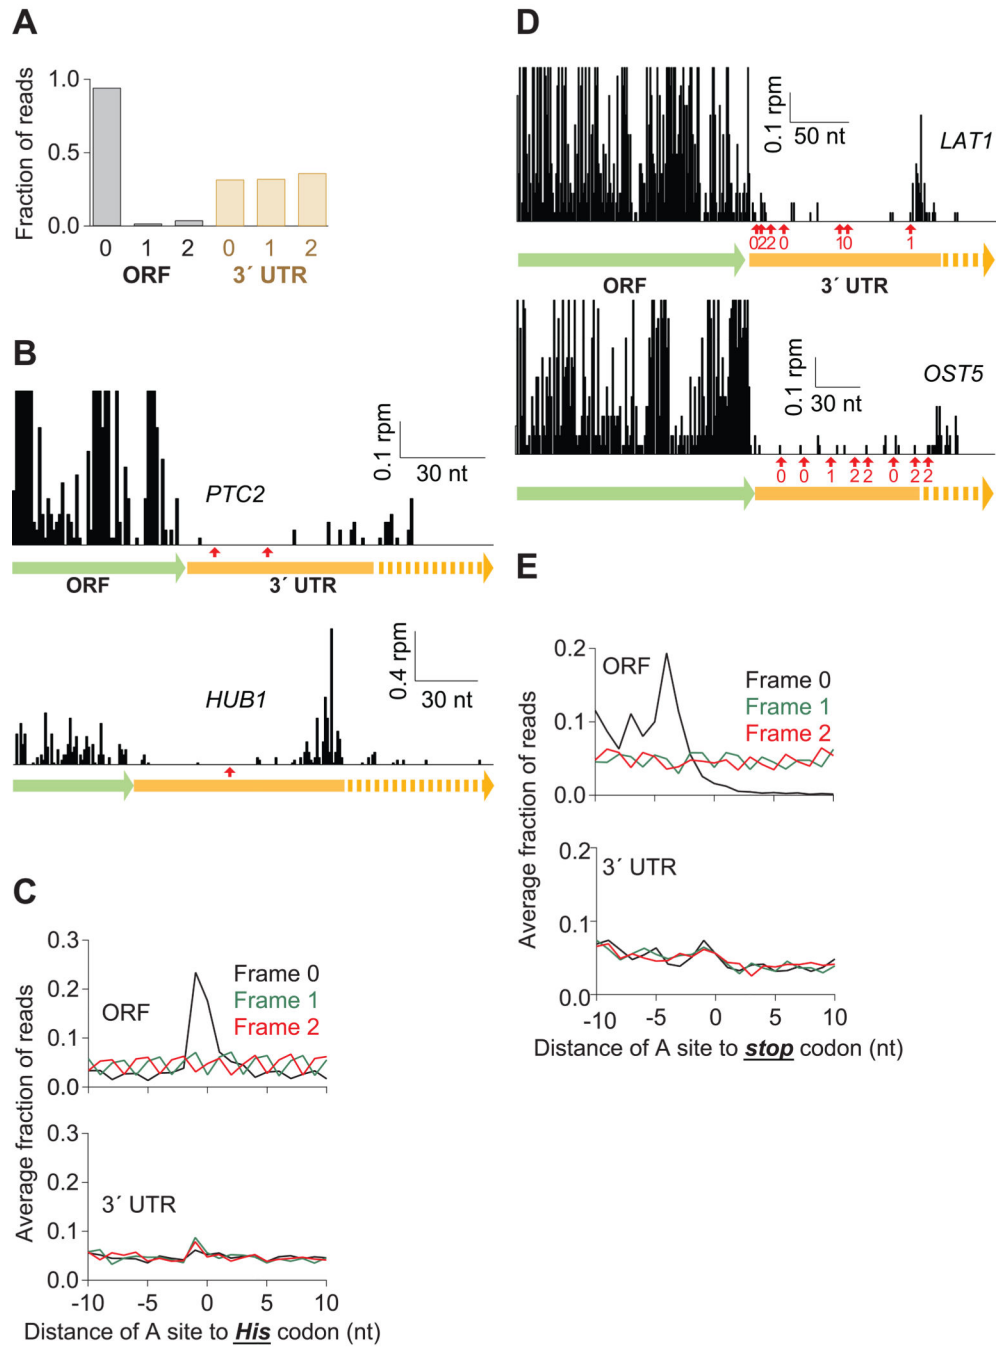 A
Fraction of reads
1.0
0.5
0.0
0 1 2 0 1 2
ORF 3´ UTR
B
PTC2
0.1 rpm
30 nt
ORF 3´ UTR
HUB1
0.4 rpm
30 nt
C
Average fraction of reads
0.3
0.2
0.1
0.0
ORF
Frame 0
Frame 1
Frame 2
0.3
0.2
0.1
0.0
3´ UTR
-10 -5 0 5 10
Distance of A site to His codon (nt)
D
0.1 rpm
50 nt
LAT1
0 2 2 0 1 0 1
ORF 3´ UTR
0.1 rpm
30 nt
OST5
0 0 1 2 2 0 2 2
E
Average fraction of reads
0.2
0.1
0.0
ORF
Frame 0
Frame 1
Frame 2
0.2
0.1
0.0
3´ UTR
-10 -5 0 5 10
Distance of A site to stop codon (nt)